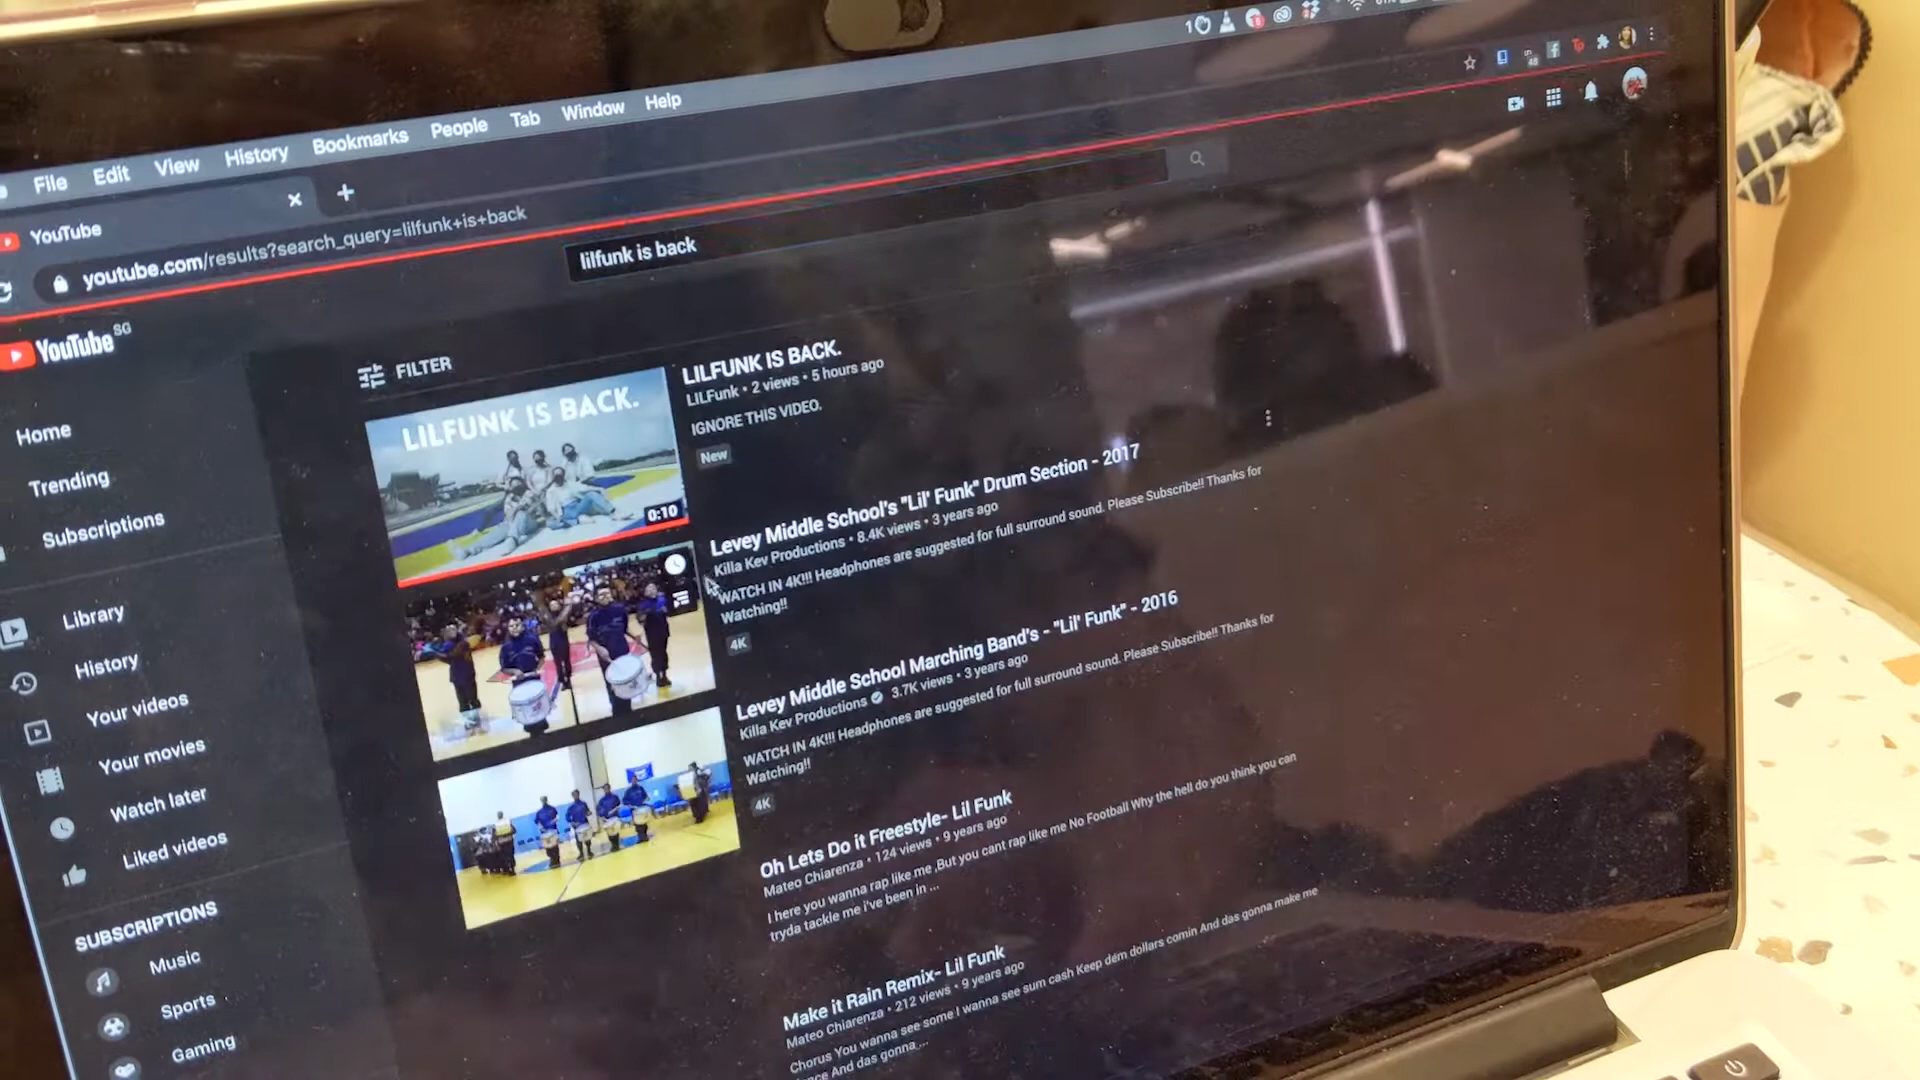 File Edit View History Bookmarks People Tab Window Help
YouTube
youtube.com/results?search_query=lilfunk+is+back
lilfunk is back
YouTube SG
FILTER
Home
Trending
Subscriptions
Library
History
Your videos
Your movies
Watch later
Liked videos
SUBSCRIPTIONS
Music
Sports
Gaming
LILFUNK IS BACK.
0:10
LILFUNK IS BACK.
LILFunk • 2 views • 5 hours ago
IGNORE THIS VIDEO.
New
Levey Middle School's "Lil' Funk" Drum Section - 2017
Killa Kev Productions • 8.4K views • 3 years ago
WATCH IN 4K!!! Headphones are suggested for full surround sound. Please Subscribe!! Thanks for
Watching!!
4K
Levey Middle School Marching Band's - "Lil' Funk" - 2016
Killa Kev Productions 3.7K views • 3 years ago
WATCH IN 4K!!! Headphones are suggested for full surround sound. Please Subscribe!! Thanks for
Watching!!
4K
Oh Lets Do it Freestyle- Lil Funk
Mateo Chiarenza • 124 views • 9 years ago
I here you wanna rap like me ,But you cant rap like me No Football Why the hell do you think you can
tryda tackle me i've been in ...
Make it Rain Remix- Lil Funk
Mateo Chiarenza • 212 views • 9 years ago
Chorus You wanna see some I wanna see sum cash Keep dem dollars comin And das gonna make me
And das gonna ...